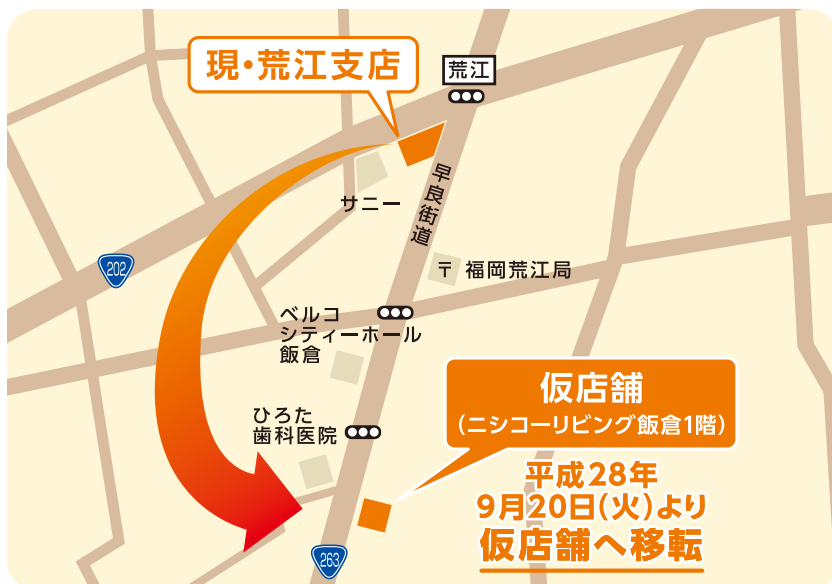 現・荒江支店
荒江
サニー
早良街道
202
〒 福岡荒江局
ベルコ
シティーホール
飯倉
ひろた
歯科医院
仮店舗
(ニシコーリビング飯倉1階)
平成28年
9月20日(火)より
仮店舗へ移転
263